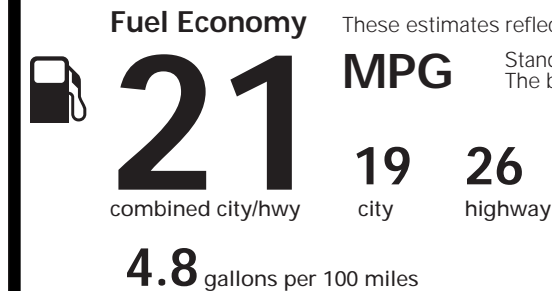 Fuel Economy These estimates reflec
21 MPG Stand
The b
19 26
combined city/hwy city highway
4.8 gallons per 100 miles